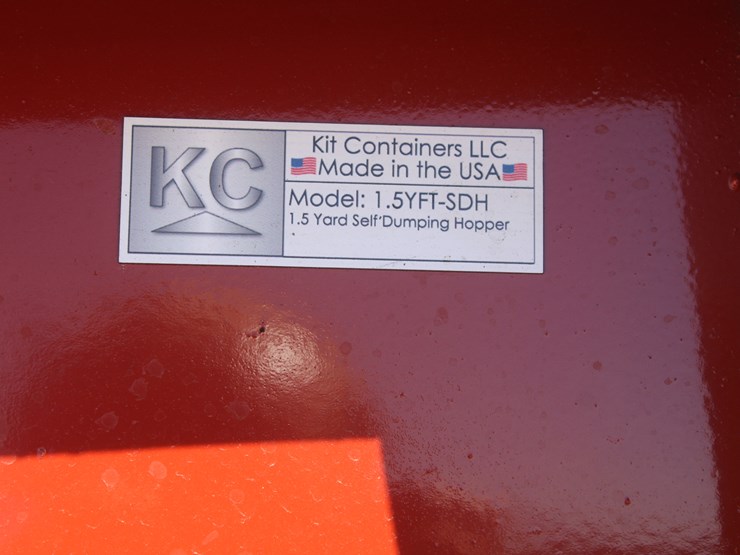 KC
Kit Containers LLC
Made in the USA
Model: 1.5YFT-SDH
1.5 Yard Self'Dumping Hopper